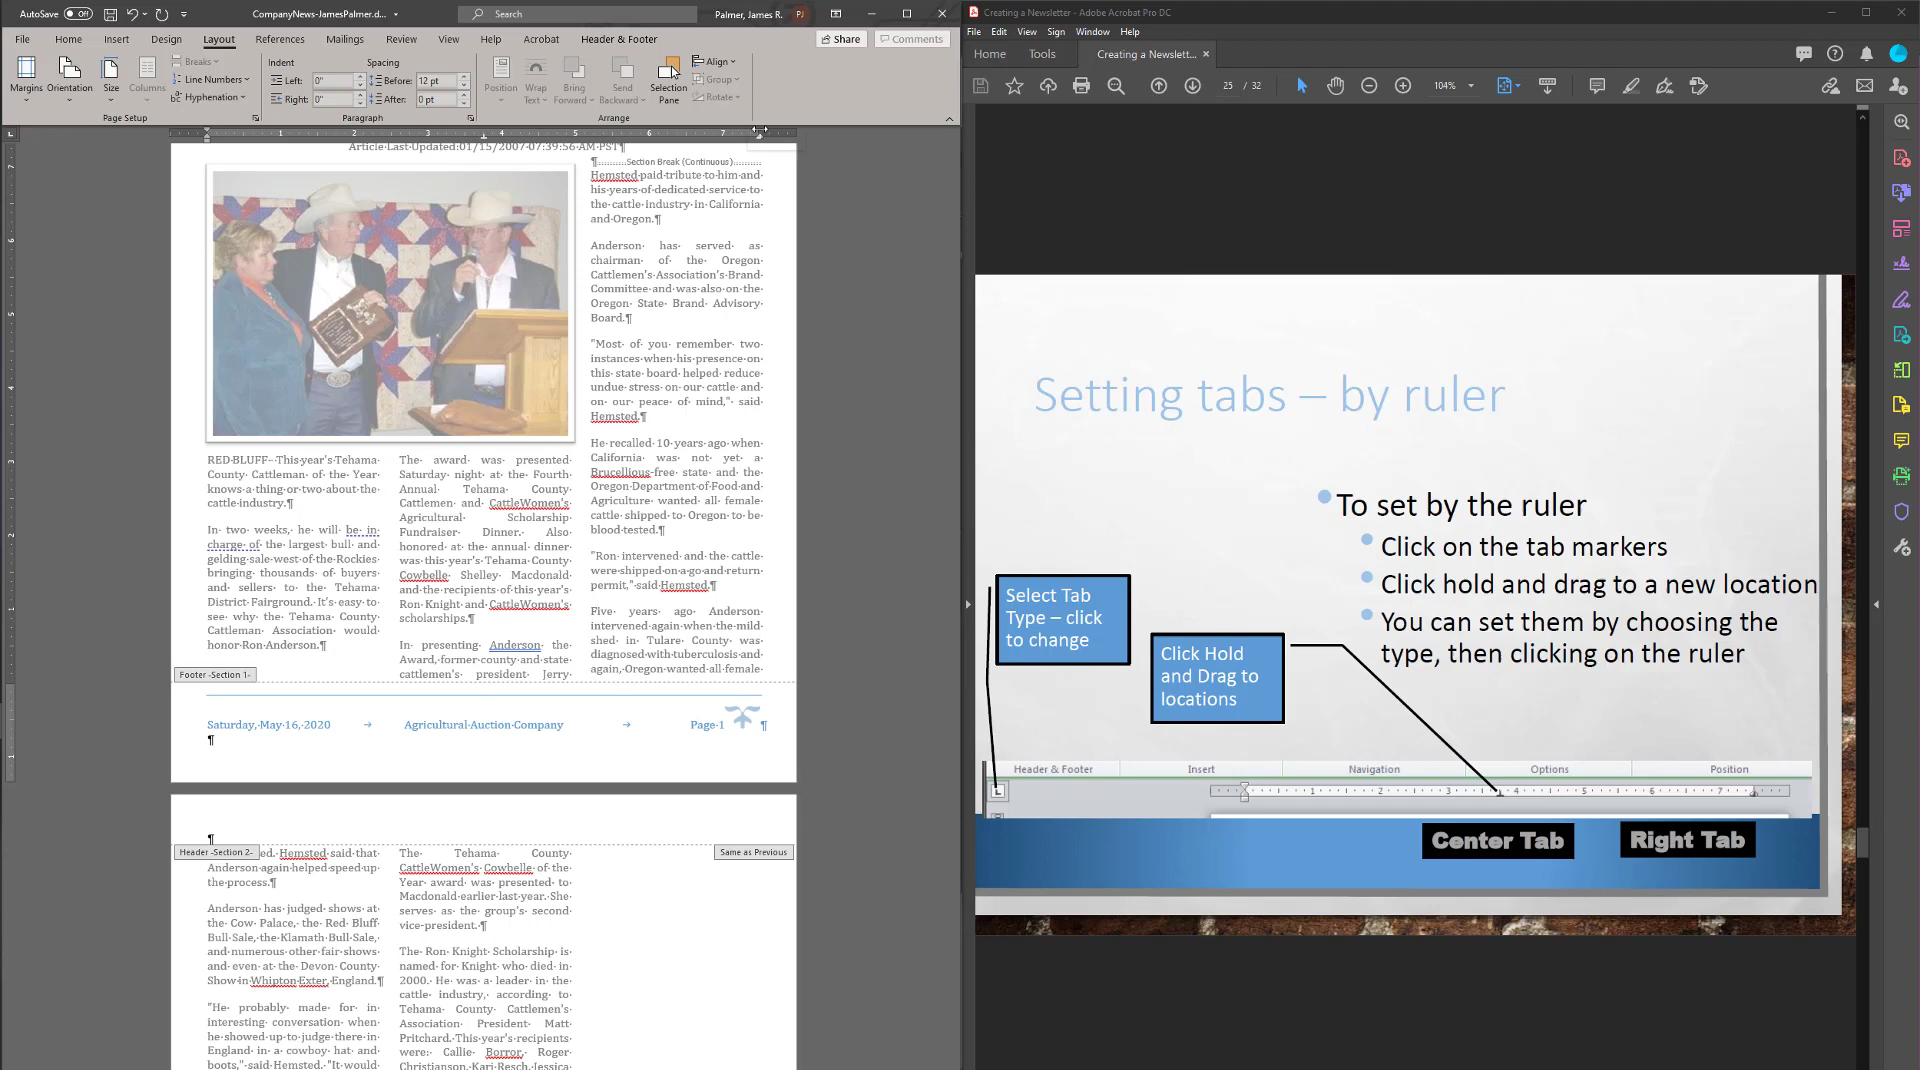 AutoSave Off CompanyNews-JamesPalmer.d... Search Palmer, James R. PJ
File Home Insert Design Layout References Mailings Review View Help Acrobat Header & Footer Share Comments
Margins Orientation Size Columns Breaks Line Numbers Hyphenation
Page Setup
Indent Spacing
Left: 0" Before: 12 pt
Right: 0" After: 0 pt
Paragraph
Position Wrap Text Bring Forward Send Backward Selection Pane Align Group Rotate
Arrange
1 2 3 4 5 6 7
Article·Last·Updated:01/15/2007·07:39:56·AM·PST¶
RED·BLUFF-·This·year's·Tehama·
County· Cattleman· of· the· Year·
knows·a·thing·or·two·about·the·
cattle·industry.¶
In· two· weeks,· he· will· be· in·
charge· of· the· largest· bull· and·
gelding·sale·west·of·the·Rockies·
bringing· thousands· of· buyers·
and· sellers· to· the· Tehama·
District· Fairground.· It's· easy· to·
see· why· the· Tehama· County·
Cattleman· Association· would·
honor·Ron·Anderson.¶
The· award· was· presented·
Saturday· night· at· the· Fourth·
Annual· Tehama· County·
Cattlemen· and· CattleWomen's·
Agricultural· Scholarship·
Fundraiser· Dinner.· Also·
honored· at· the· annual· dinner·
was· this· year's· Tehama· County·
Cowbelle· Shelley· Macdonald·
and· the· recipients· of· this· year's·
Ron· Knight· and· CattleWomen's·
scholarships.¶
In· presenting· Anderson· the·
Award,· former· county· and· state·
cattlemen's· president· Jerry·
¶Section Break (Continuous)
Hemsted·paid·tribute·to·him·and·
his·years·of·dedicated·service·to·
the· cattle· industry· in· California·
and·Oregon.¶
Anderson· has· served· as·
chairman· of· the· Oregon·
Cattlemen's· Association's· Brand·
Committee· and· was· also· on· the·
Oregon· State· Brand· Advisory·
Board.¶
"Most· of· you· remember· two·
instances·when·his·presence·on·
this· state· board· helped· reduce·
undue· stress· on· our· cattle· and·
on· our· peace· of· mind,"· said·
Hemsted.¶
He· recalled· 10· years· ago· when·
California· was· not· yet· a·
Brucellious-free· state· and· the·
Oregon·Department·of·Food·and·
Agriculture· wanted· all· female·
cattle· shipped· to· Oregon· to· be·
blood·tested.¶
"Ron· intervened· and· the· cattle·
were·shipped·on·a·go·and·return·
permit,"·said·Hemsted.¶
Five· years· ago· Anderson·
intervened·again·when·the·mild·
shed· in· Tulare· County· was·
diagnosed·with·tuberculosis·and·
again,·Oregon·wanted·all·female·
Footer -Section 1-
Saturday,·May·16,·2020 → Agricultural·Auction·Company → Page·1 ¶
¶
¶
Header -Section 2- Same as Previous
ed.· Hemsted· said· that·
Anderson·again·helped·speed·up·
the·process.¶
Anderson· has· judged· shows· at·
the· Cow· Palace,· the· Red· Bluff·
Bull·Sale,·the·Klamath·Bull·Sale,·
and·numerous·other·fair·shows·
and· even· at· the· Devon· County·
Show·in·Whipton·Exter,·England.¶
"He· probably· made· for· in·
interesting· conversation· when·
he·showed·up·to·judge·there·in·
England· in· a· cowboy· hat· and·
boots,"·said·Hemsted.·"It·would·
The· Tehama· County·
CattleWomen's· Cowbelle· of· the·
Year· award· was· presented· to·
Macdonald·earlier·last·year.· She·
serves· as· the· group's· second·
vice-president.·¶
The· Ron· Knight· Scholarship· is·
named· for· Knight· who· died· in·
2000.· He· was· a· leader· in· the·
cattle· industry,· according· to·
Tehama· County· Cattlemen's·
Association· President· Matt·
Pritchard.·This·year's·recipients·
were:· Callie· Borror,· Roger·
Christianson,·Kari·Resch,·Jessica·
Creating a Newsletter - Adobe Acrobat Pro DC
File Edit View Sign Window Help
Home Tools Creating a Newslett... ×
25 / 32 104%
Setting tabs – by ruler
To set by the ruler
Click on the tab markers
Click hold and drag to a new location
You can set them by choosing the
type, then clicking on the ruler
Select Tab
Type – click
to change
Click Hold
and Drag to
locations
Header & Footer Insert Navigation Options Position
L 1 2 3 4 5 6 7
Center Tab Right Tab